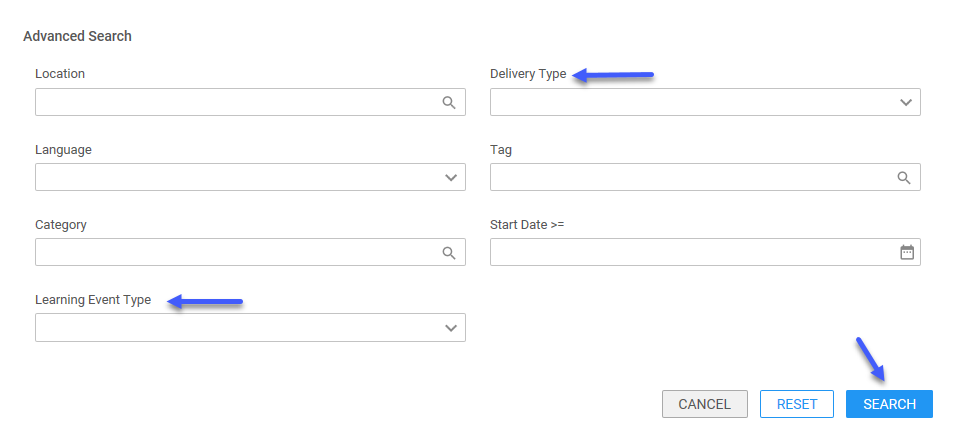 Advanced Search
Location
Delivery Type
Language
Tag
Category
Start Date >=
Learning Event Type
CANCEL
RESET
SEARCH